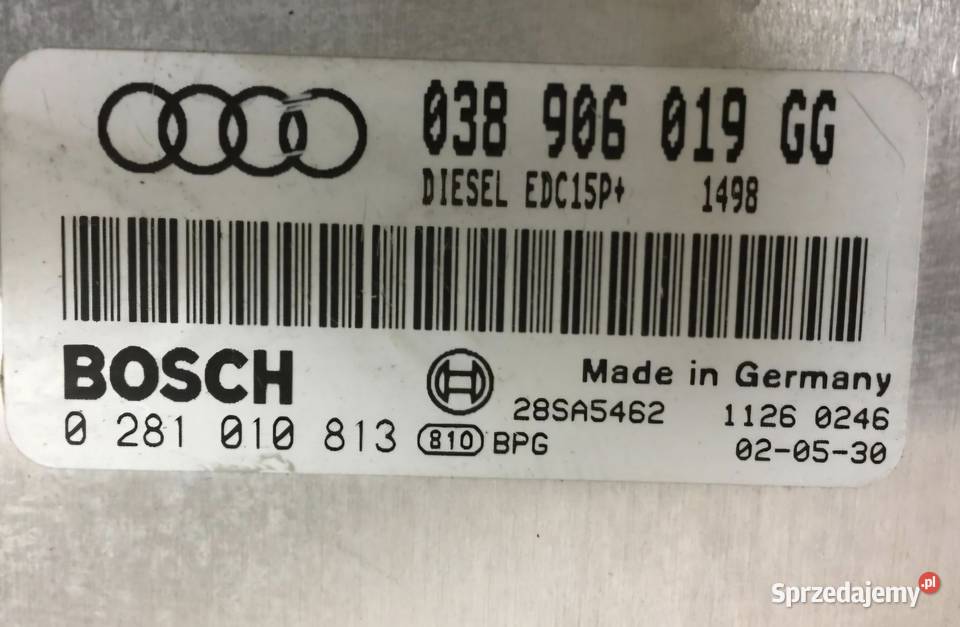 038 906 019 GG
DIESEL EDC15P+ 1498
BOSCH
Made in Germany
28SA5462 1126 0246
0 281 010 813 810 BPG 02-05-30
Sprzedajemy.pl